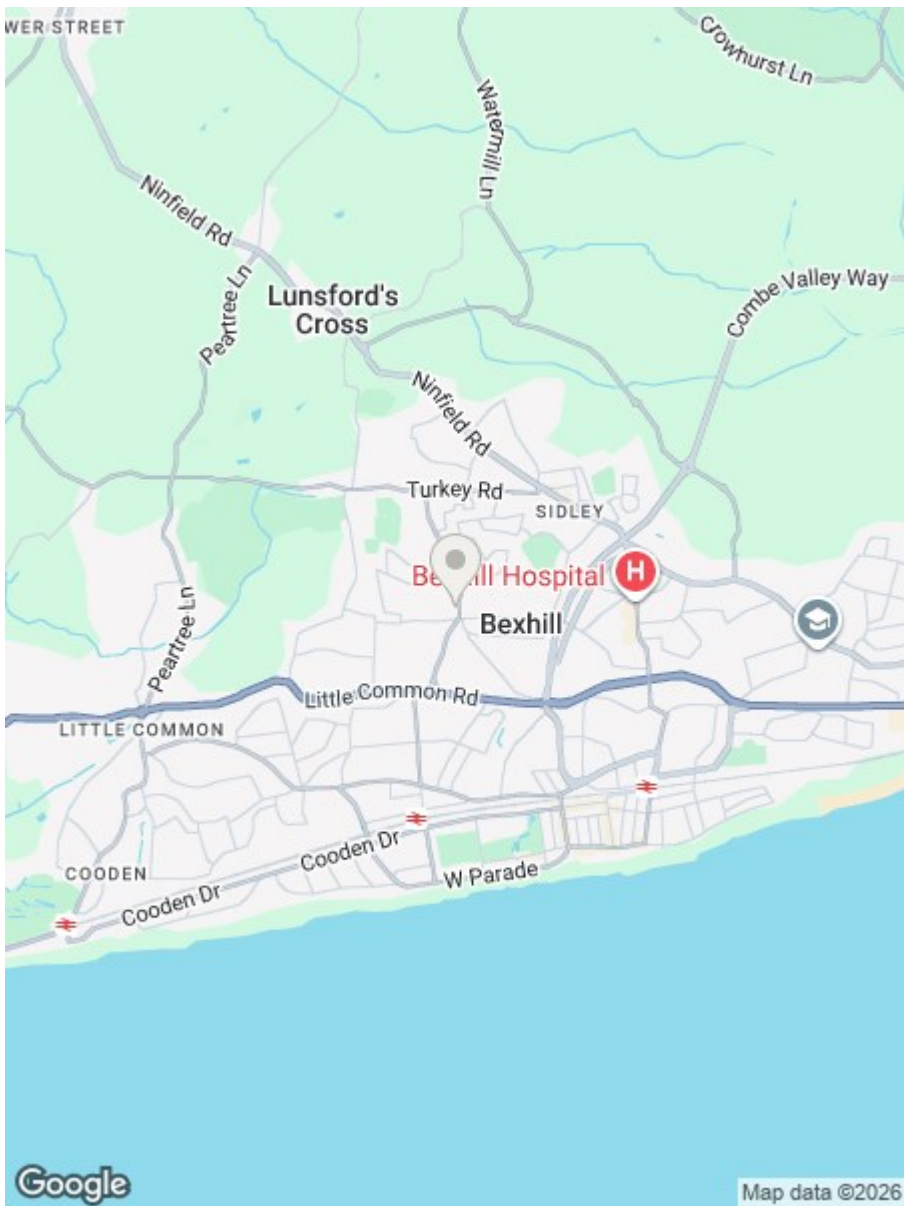 WER STREET
Crowhurst Ln
Watermill Ln
Ninfield Rd
Combe Valley Way
Peartree Ln
Lunsford's
Cross
Ninfield Rd
Turkey Rd
SIDLEY
Bexhill Hospital
H
Bexhill
Peartree Ln
Little Common Rd
LITTLE COMMON
Cooden Dr
COODEN
W Parade
Cooden Dr
Google
Map data ©2026